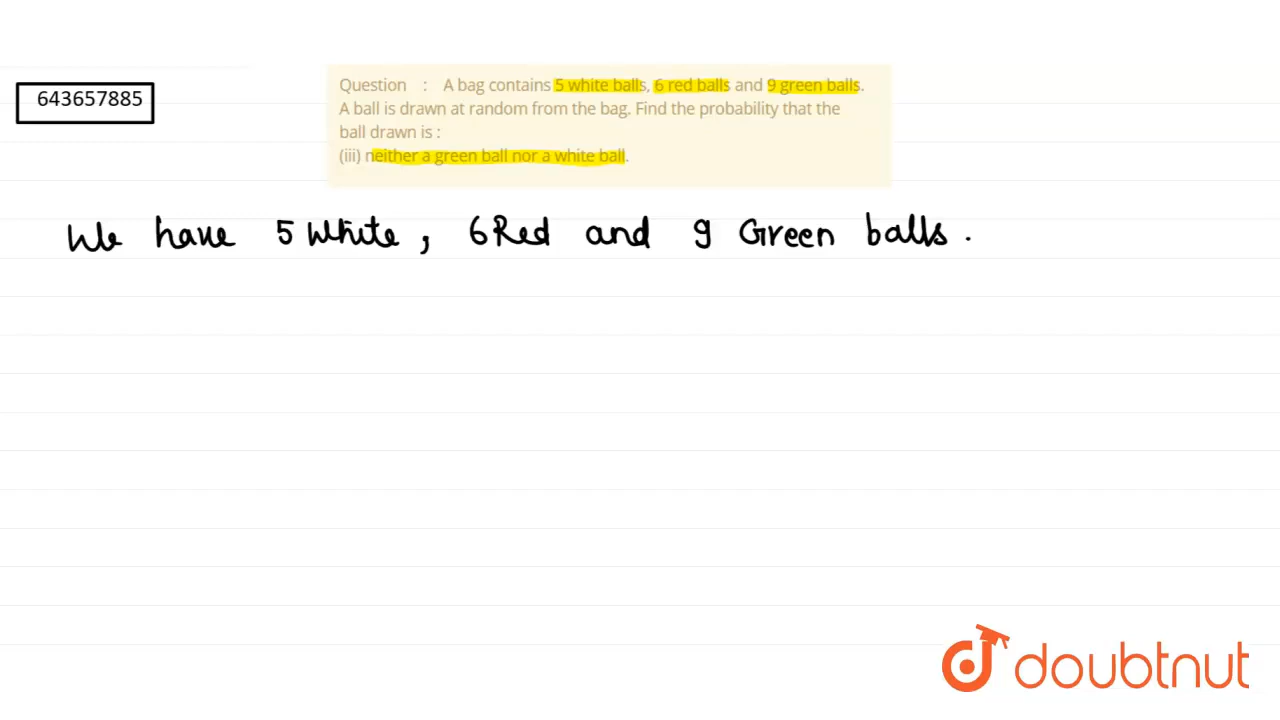 643657885
Question : A bag contains 5 white balls, 6 red balls and 9 green balls.
A ball is drawn at random from the bag. Find the probability that the
ball drawn is :
(iii) neither a green ball nor a white ball.
We have 5 White, 6 Red and 9 Green balls.
doubtnut